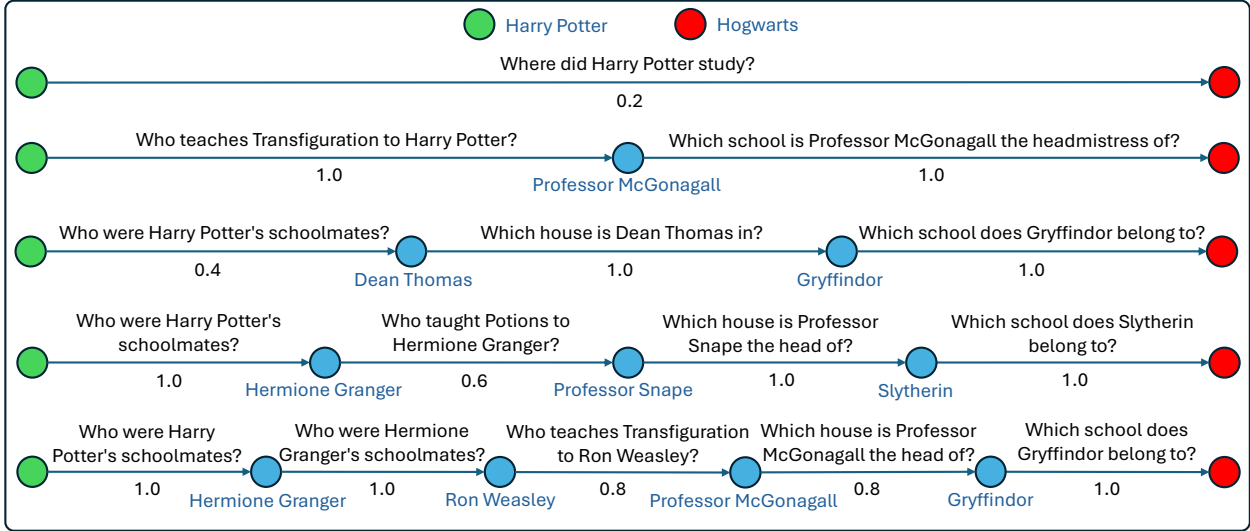 Harry Potter
Hogwarts
Where did Harry Potter study?
0.2
Who teaches Transfiguration to Harry Potter?
Which school is Professor McGonagall the headmistress of?
1.0
1.0
Professor McGonagall
Who were Harry Potter's schoolmates?
Which house is Dean Thomas in?
Which school does Gryffindor belong to?
0.4
1.0
1.0
Dean Thomas
Gryffindor
Who were Harry Potter's
schoolmates?
Who taught Potions to
Hermione Granger?
Which house is Professor
Snape the head of?
Which school does Slytherin
belong to?
1.0
0.6
1.0
1.0
Hermione Granger
Professor Snape
Slytherin
Who were Harry
Potter's schoolmates?
Who were Hermione
Granger's schoolmates?
Who teaches Transfiguration
to Ron Weasley?
Which house is Professor
McGonagall the head of?
Which school does
Gryffindor belong to?
1.0
1.0
0.8
0.8
1.0
Hermione Granger
Ron Weasley
Professor McGonagall
Gryffindor